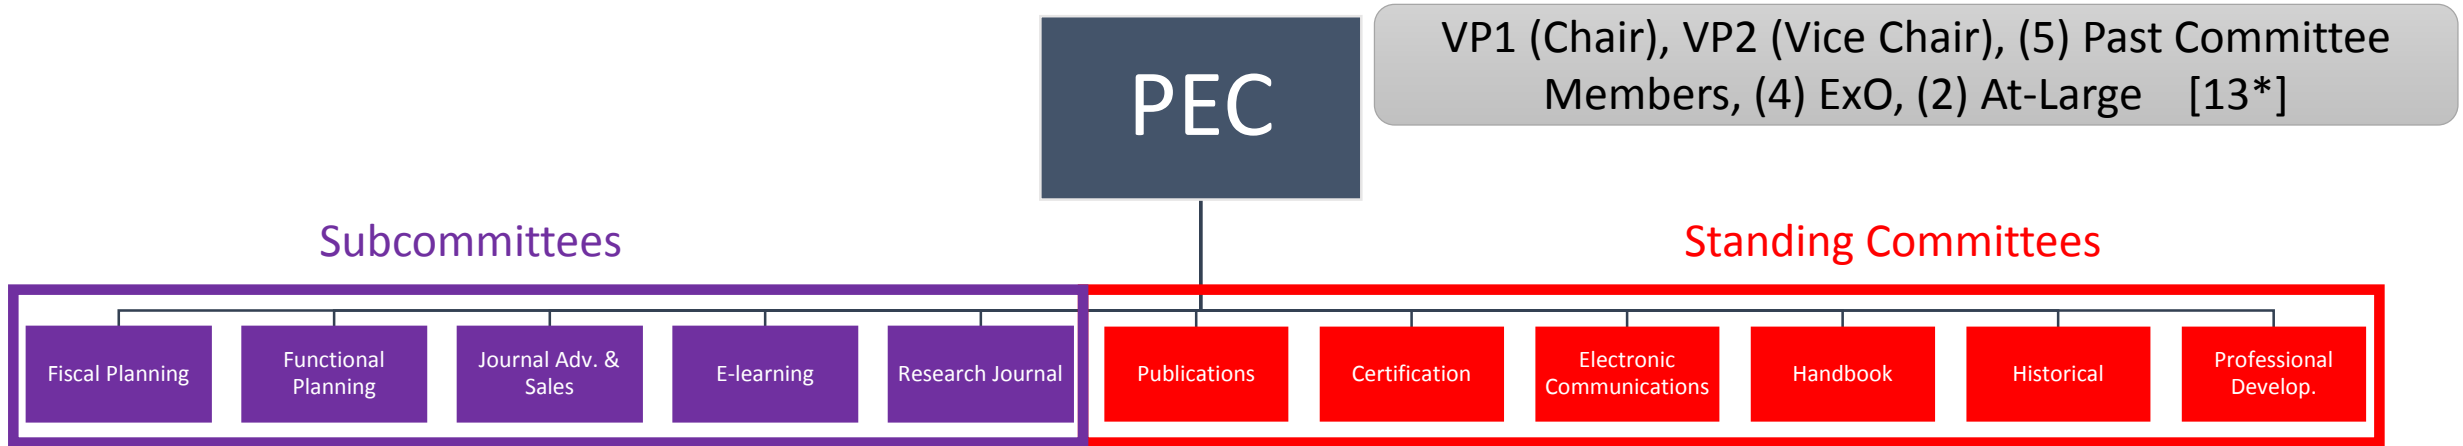 PEC
VP1 (Chair), VP2 (Vice Chair), (5) Past Committee
Members, (4) ExO, (2) At-Large [13*]
Subcommittees
Standing Committees
Fiscal Planning
Functional
Planning
Journal Adv. &
Sales
E-learning
Research Journal
Publications
Certification
Electronic
Communications
Handbook
Historical
Professional
Develop.